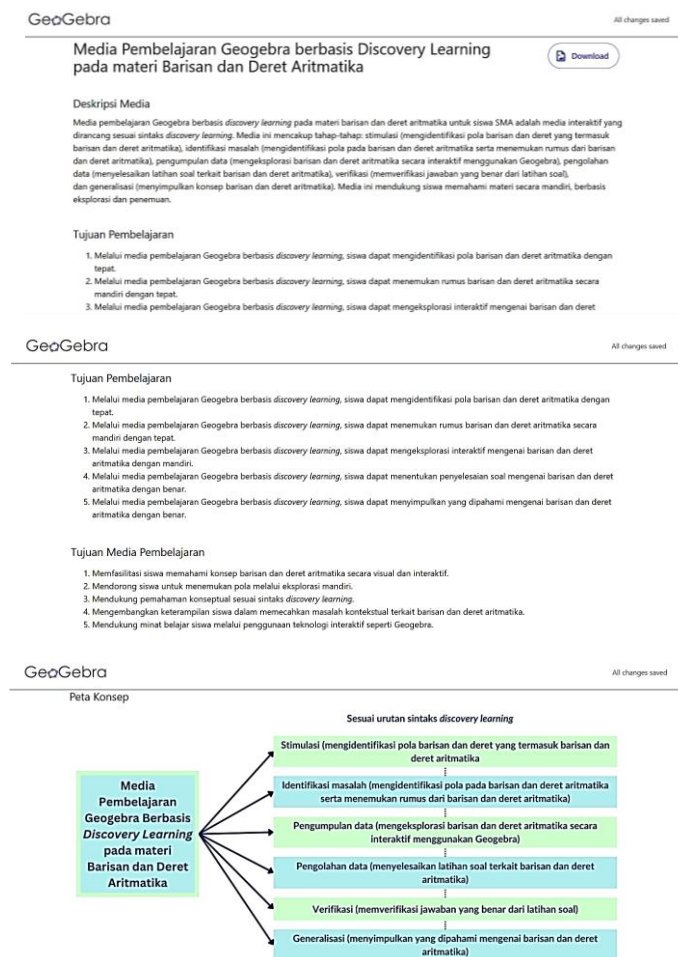 GeoGebra
All changes saved
Media Pembelajaran Geogebra berbasis Discovery Learning
pada materi Barisan dan Deret Aritmatika
Download
Deskripsi Media
Media pembelajaran Geogebra berbasis discovery learning pada materi barisan dan deret aritmatika untuk siswa SMA adalah media interaktif yang
dirancang sesuai sintaks discovery learning. Media ini mencakup tahap-tahap: stimulasi (mengidentifikasi pola barisan dan deret yang termasuk
barisan dan deret aritmatika), identifikasi masalah (mengidentifikasi pola pada barisan dan deret aritmatika serta menemukan rumus dari barisan
dan deret aritmatika), pengumpulan data (mengeksplorasi barisan dan deret aritmatika secara interaktif menggunakan Geogebra), pengolahan
data (menyelesaikan latihan soal terkait barisan dan deret aritmatika), verifikasi (memverifikasi jawaban yang benar dari latihan soal),
dan generalisasi (menyimpulkan konsep barisan dan deret aritmatika). Media ini mendukung siswa memahami materi secara mandiri, berbasis
eksplorasi dan penemuan.
Tujuan Pembelajaran
1. Melalui media pembelajaran Geogebra berbasis discovery learning, siswa dapat mengidentifikasi pola barisan dan deret aritmatika dengan
tepat.
2. Melalui media pembelajaran Geogebra berbasis discovery learning, siswa dapat menemukan rumus barisan dan deret aritmatika secara
mandiri dengan tepat.
3. Melalui media pembelajaran Geogebra berbasis discovery learning, siswa dapat mengeksplorasi interaktif mengenai barisan dan deret
GeoGebra
All changes saved
Tujuan Pembelajaran
1. Melalui media pembelajaran Geogebra berbasis discovery learning, siswa dapat mengidentifikasi pola barisan dan deret aritmatika dengan
tepat.
2. Melalui media pembelajaran Geogebra berbasis discovery learning, siswa dapat menemukan rumus barisan dan deret aritmatika secara
mandiri dengan tepat.
3. Melalui media pembelajaran Geogebra berbasis discovery learning, siswa dapat mengeksplorasi interaktif mengenai barisan dan deret
aritmatika dengan mandiri.
4. Melalui media pembelajaran Geogebra berbasis discovery learning, siswa dapat menentukan penyelesaian soal mengenai barisan dan deret
aritmatika dengan benar.
5. Melalui media pembelajaran Geogebra berbasis discovery learning, siswa dapat menyimpulkan yang dipahami mengenai barisan dan deret
aritmatika dengan benar.
Tujuan Media Pembelajaran
1. Memfasilitasi siswa memahami konsep barisan dan deret aritmatika secara visual dan interaktif.
2. Mendorong siswa untuk menemukan pola melalui eksplorasi mandiri.
3. Mendukung pemahaman konseptual sesuai sintaks discovery learning.
4. Mengembangkan keterampilan siswa dalam memecahkan masalah kontekstual terkait barisan dan deret aritmatika.
5. Mendukung minat belajar siswa melalui penggunaan teknologi interaktif seperti Geogebra.
GeoGebra
All changes saved
Peta Konsep
Sesuai urutan sintaks discovery learning
Media
Pembelajaran
Geogebra Berbasis
Discovery Learning
pada materi
Barisan dan Deret
Aritmatika
Stimulasi (mengidentifikasi pola barisan dan deret yang termasuk barisan dan
deret aritmatika
Identifikasi masalah (mengidentifikasi pola pada barisan dan deret aritmatika
serta menemukan rumus dari barisan dan deret aritmatika)
Pengumpulan data (mengeksplorasi barisan dan deret aritmatika secara
interaktif menggunakan Geogebra)
Pengolahan data (menyelesaikan latihan soal terkait barisan dan deret
aritmatika)
Verifikasi (memverifikasi jawaban yang benar dari latihan soal)
Generalisasi (menyimpulkan yang dipahami mengenai barisan dan deret
aritmatika)